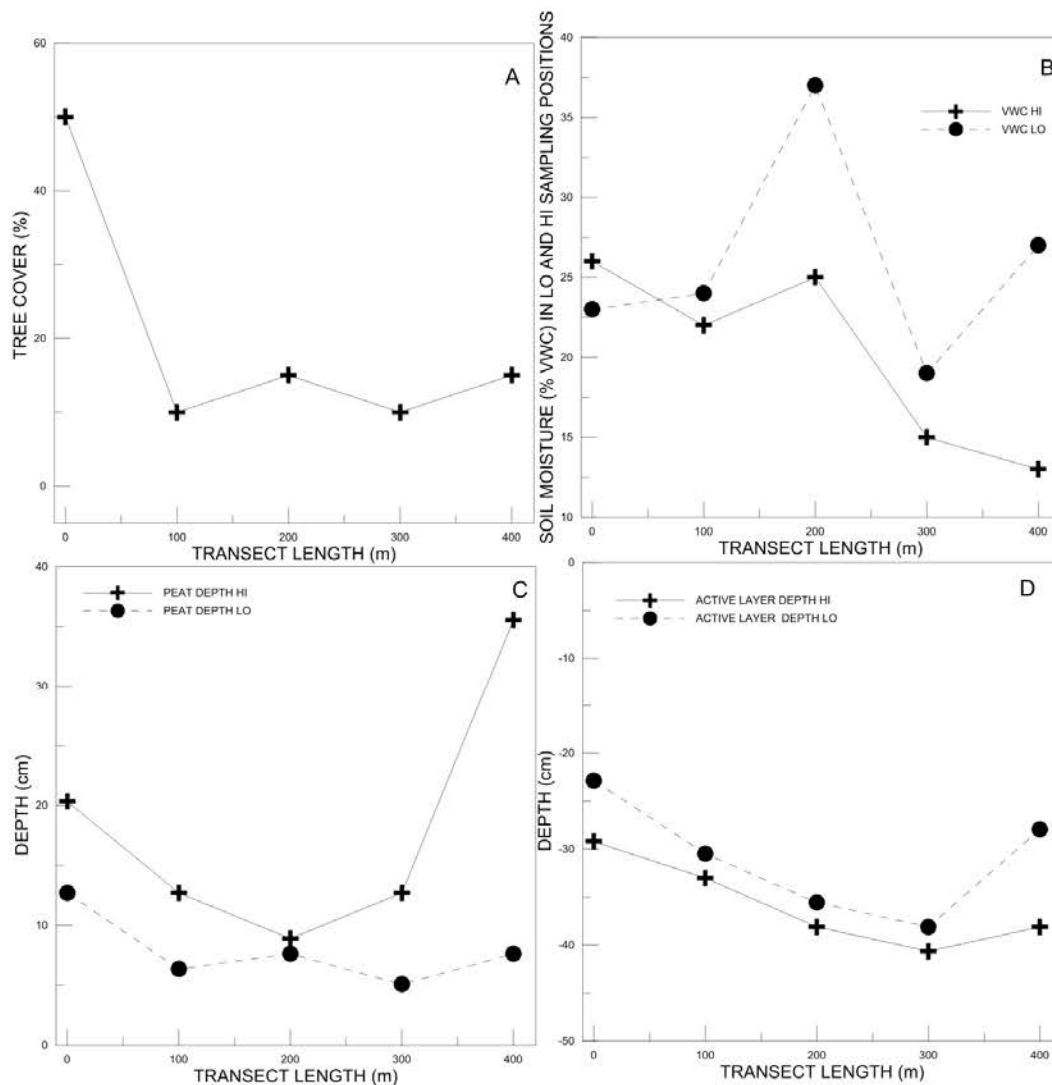 A
60
40
20
0
TREE COVER (%)
0 100 200 300 400
TRANSECT LENGTH (m)
B
40
35
30
25
20
15
10
SOIL MOISTURE (% VWC) IN LO AND HI SAMPLING POSITIONS
VWC HI
VWC LO
0 100 200 300 400
TRANSECT LENGTH (m)
C
40
30
20
10
0
DEPTH (cm)
PEAT DEPTH HI
PEAT DEPTH LO
0 100 200 300 400
TRANSECT LENGTH (m)
D
0
-10
-20
-30
-40
-50
DEPTH (cm)
ACTIVE LAYER DEPTH HI
ACTIVE LAYER DEPTH LO
0 100 200 300 400
TRANSECT LENGTH (m)